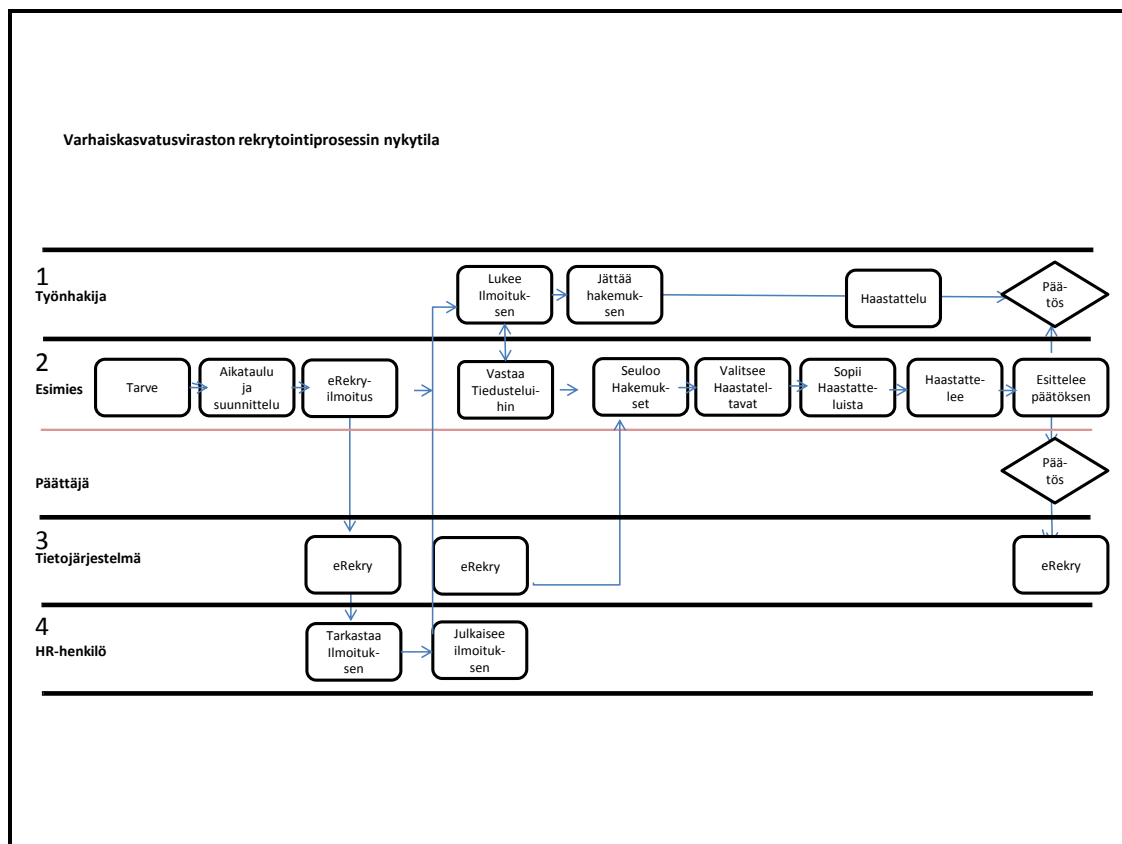 Varhaiskasvatusviraston rekrytointiprosessin nykytila
1
Työnhakija
Lukee
Ilmoituk-
sen
Jättää
hakemuk-
sen
Haastattelu
Pää-
tös
2
Esimies
Tarve
Aikataulu
ja
suunnittelu
eRekry-
ilmoitus
Vastaa
Tiedustelui-
hin
Seuloo
Hakemuk-
set
Valitsee
Haastatel-
tavat
Sopii
Haastatte-
luista
Haastatte-
lee
Esittelee
päätöksen
Päättäjä
Pää-
tös
3
Tietojärjestelmä
eRekry
eRekry
eRekry
4
HR-henkilö
Tarkastaa
Ilmoituk-
sen
Julkaisee
ilmoituk-
sen